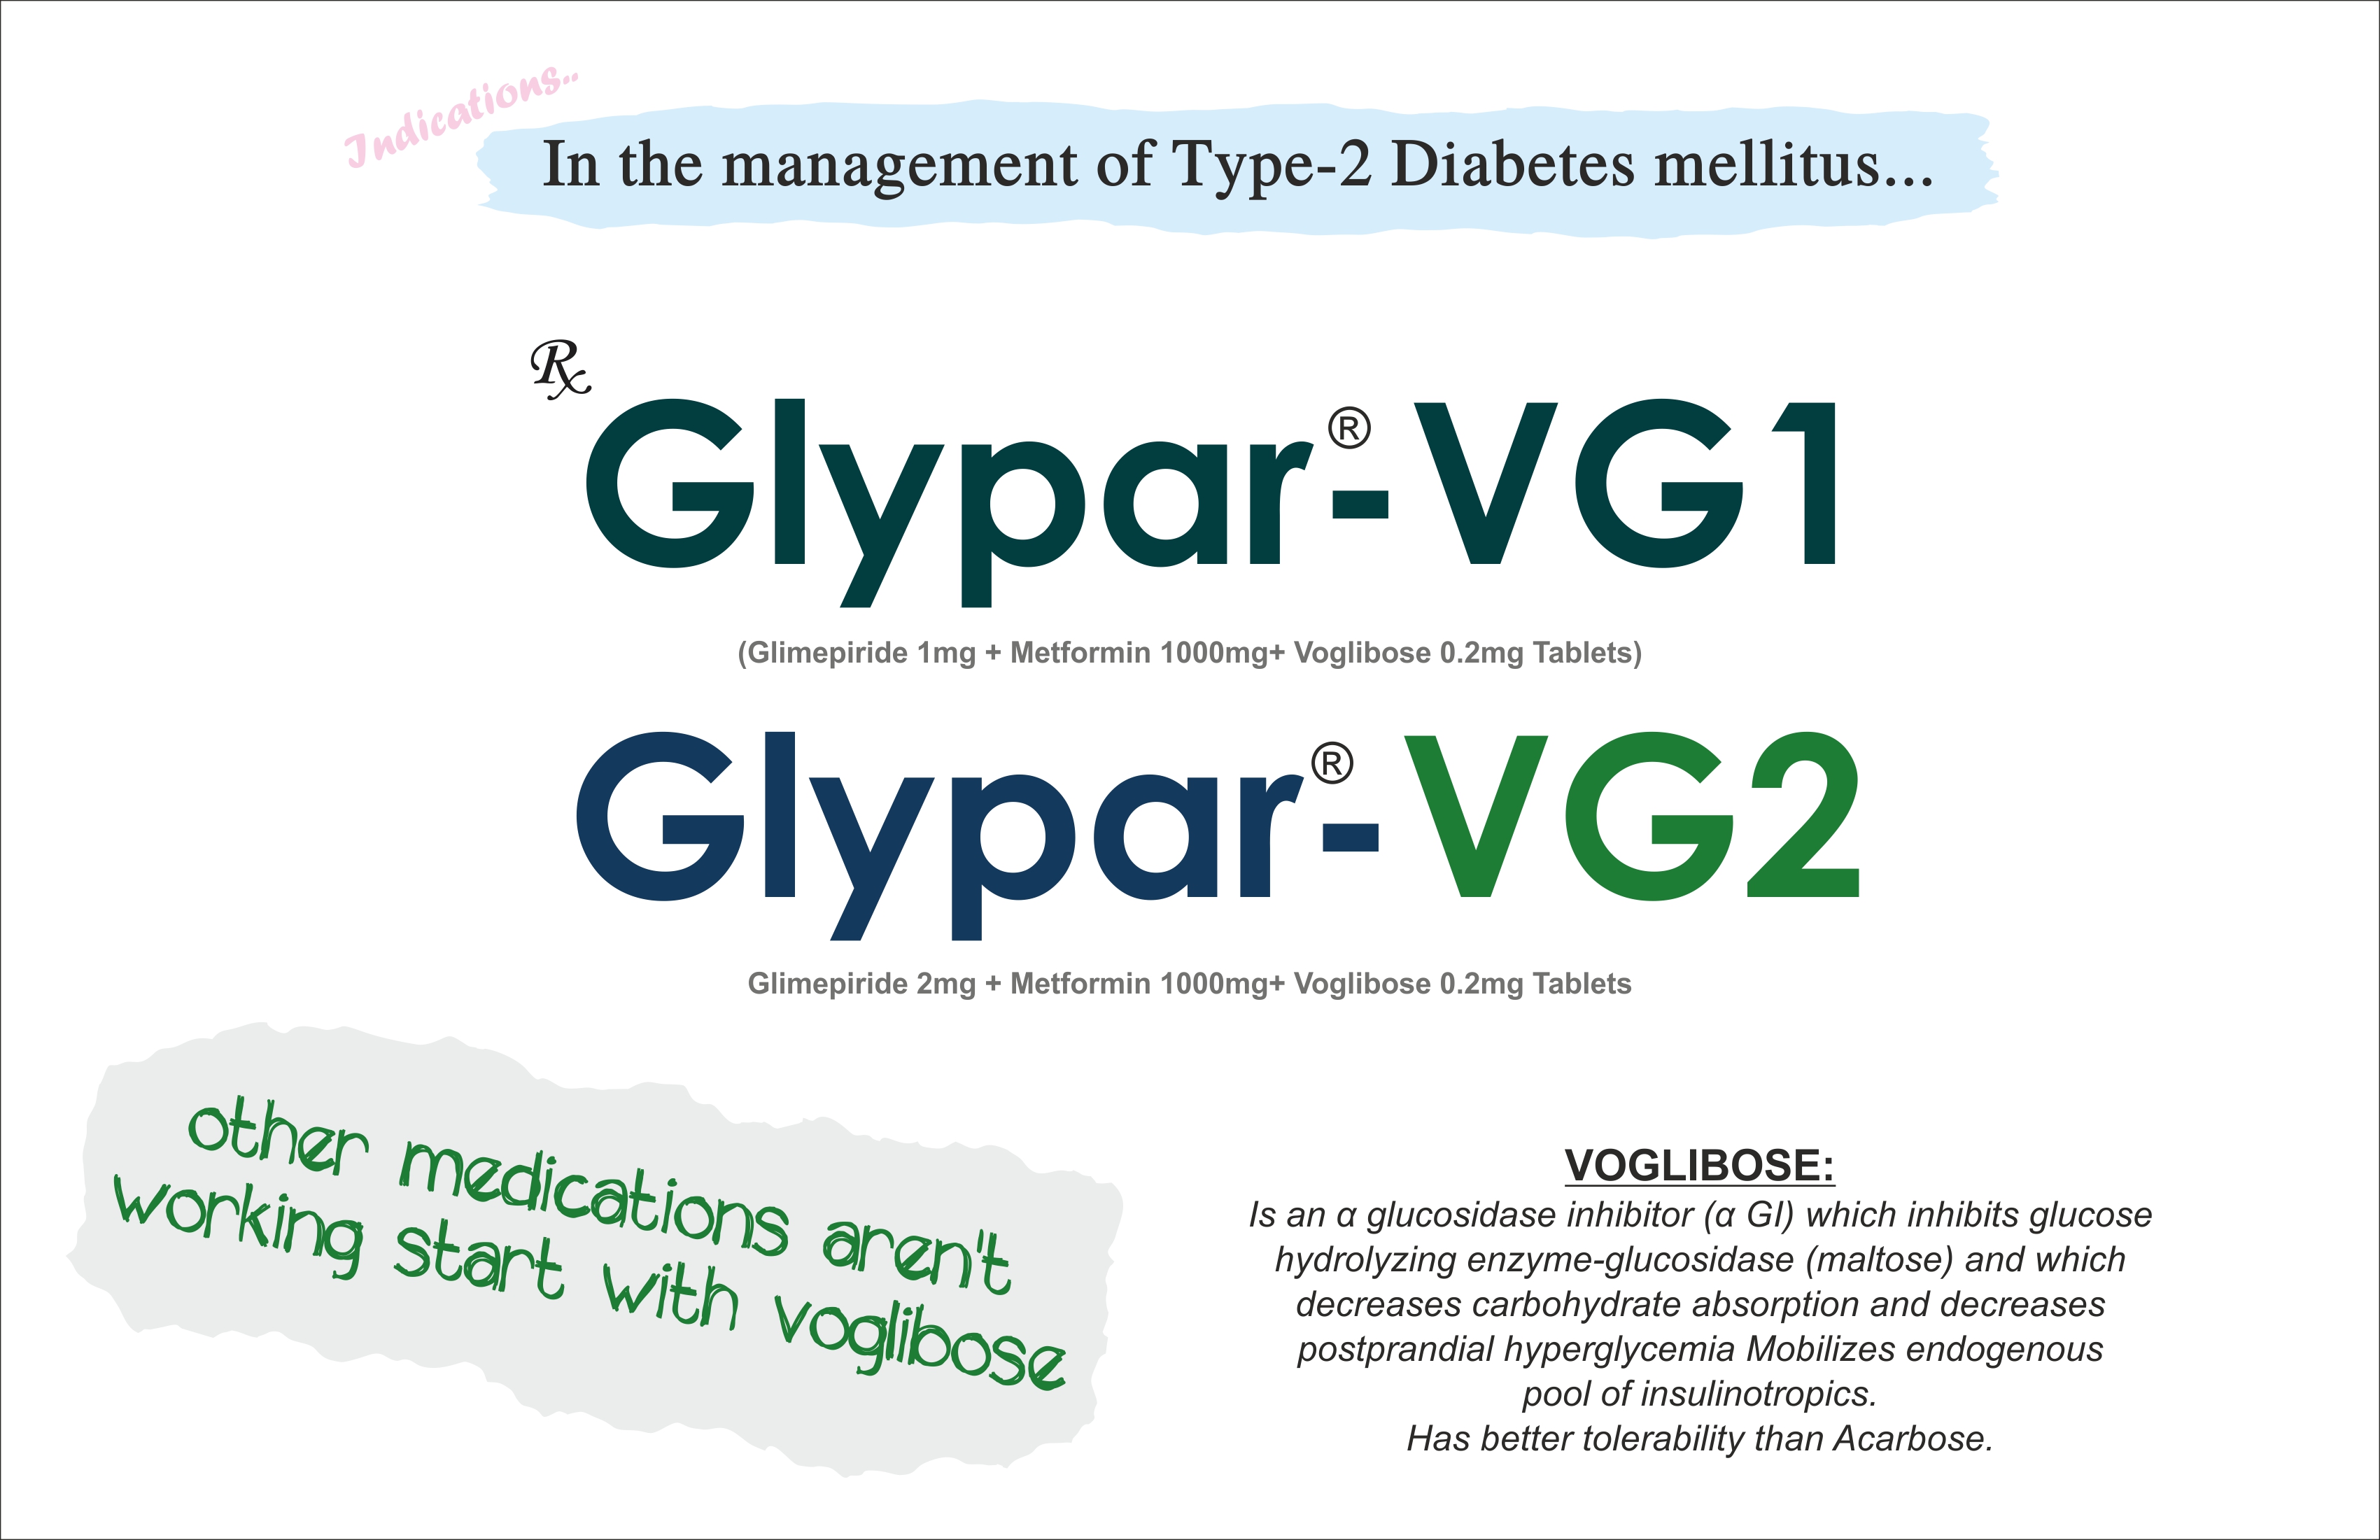 Indications..
In the management of Type-2 Diabetes mellitus...
Rx
Glypar®-VG1
(Glimepiride 1mg + Metformin 1000mg+ Voglibose 0.2mg Tablets)
Glypar®-VG2
Glimepiride 2mg + Metformin 1000mg+ Voglibose 0.2mg Tablets
other medications aren't
working start with voglibose
VOGLIBOSE:
Is an α glucosidase inhibitor (α GI) which inhibits glucose
hydrolyzing enzyme-glucosidase (maltose) and which
decreases carbohydrate absorption and decreases
postprandial hyperglycemia Mobilizes endogenous
pool of insulinotropics.
Has better tolerability than Acarbose.